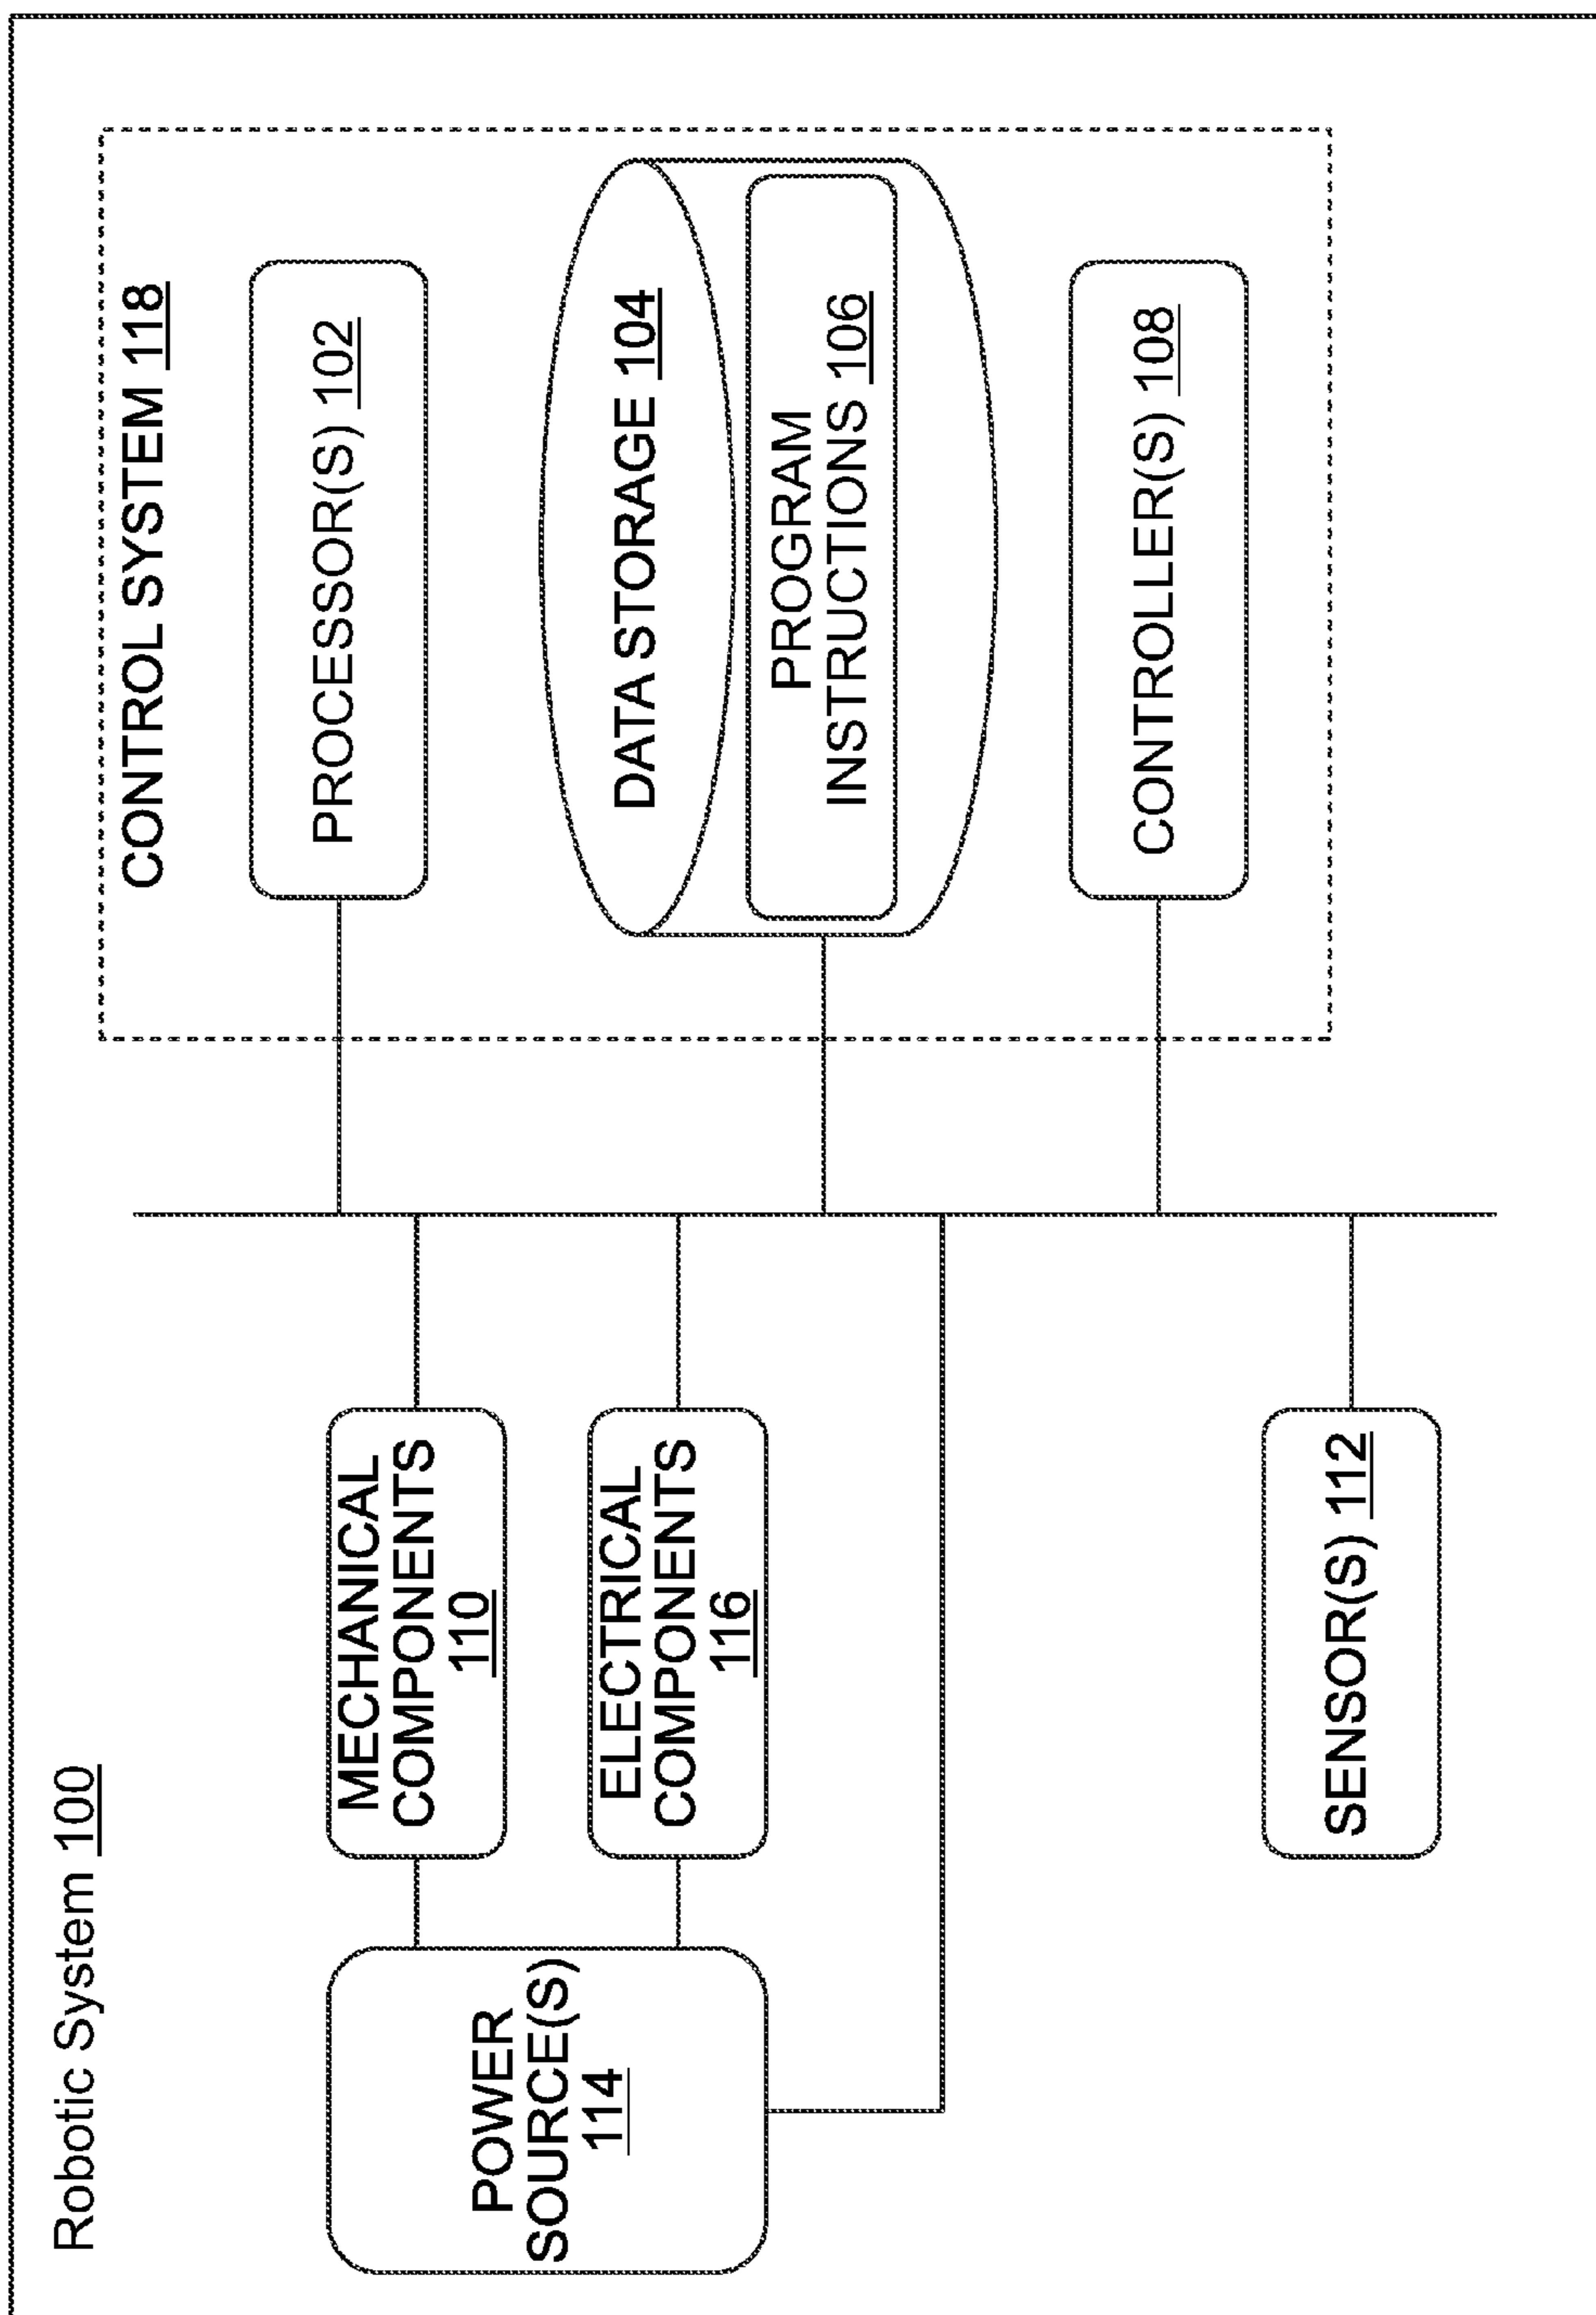 Robotic System 100
CONTROL SYSTEM 118
PROCESSOR(S) 102
DATA STORAGE 104
PROGRAM
INSTRUCTIONS 106
CONTROLLER(S) 108
MECHANICAL
COMPONENTS
110
ELECTRICAL
COMPONENTS
116
POWER
SOURCE(S)
114
SENSOR(S) 112